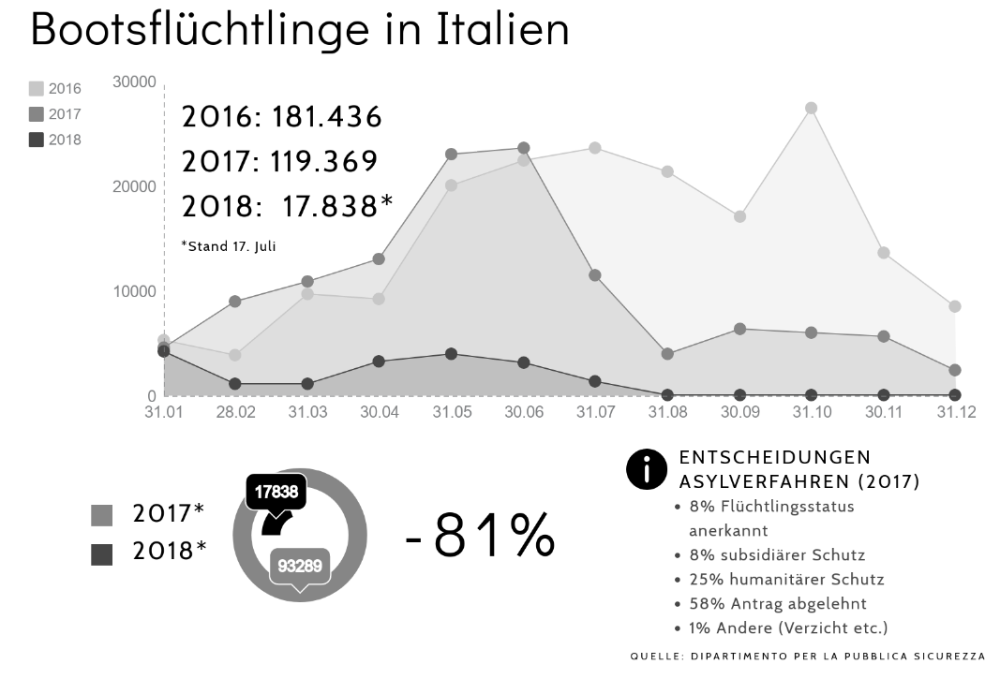 Bootsflüchtlinge in Italien
2016
2017
2018
30000
20000
10000
0
2016: 181.436
2017: 119.369
2018: 17.838*
*Stand 17. Juli
31.01 28.02 31.03 30.04 31.05 30.06 31.07 31.08 30.09 31.10 30.11 31.12
2017*
2018*
17838
93289
-81%
i
ENTSCHEIDUNGEN
ASYLVERFAHREN (2017)
• 8% Flüchtlingsstatus
anerkannt
• 8% subsidiärer Schutz
• 25% humanitärer Schutz
• 58% Antrag abgelehnt
• 1% Andere (Verzicht etc.)
QUELLE: DIPARTIMENTO PER LA PUBBLICA SICUREZZA